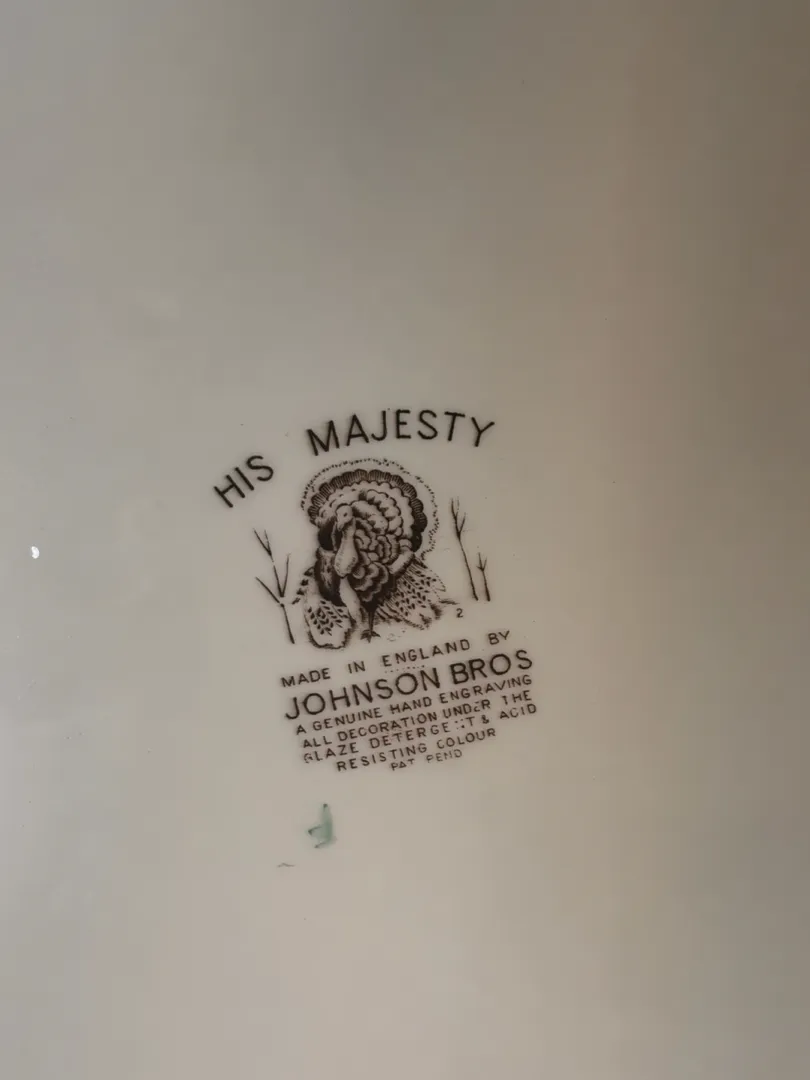 HIS MAJESTY
2
MADE IN ENGLAND BY
JOHNSON BROS
A GENUINE HAND ENGRAVING
ALL DECORATION UNDER THE
GLAZE DETERGENT & ACID
RESISTING COLOUR
PAT PEND